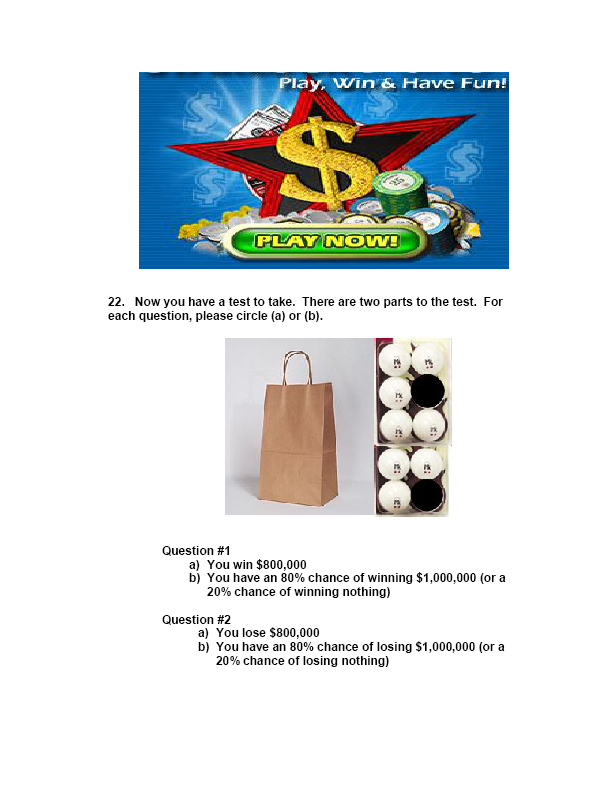 Play, Win & Have Fun!
$
25
PLAY NOW!
22. Now you have a test to take. There are two parts to the test. For
each question, please circle (a) or (b).
Question #1
a) You win $800,000
b) You have an 80% chance of winning $1,000,000 (or a
20% chance of winning nothing)
Question #2
a) You lose $800,000
b) You have an 80% chance of losing $1,000,000 (or a
20% chance of losing nothing)